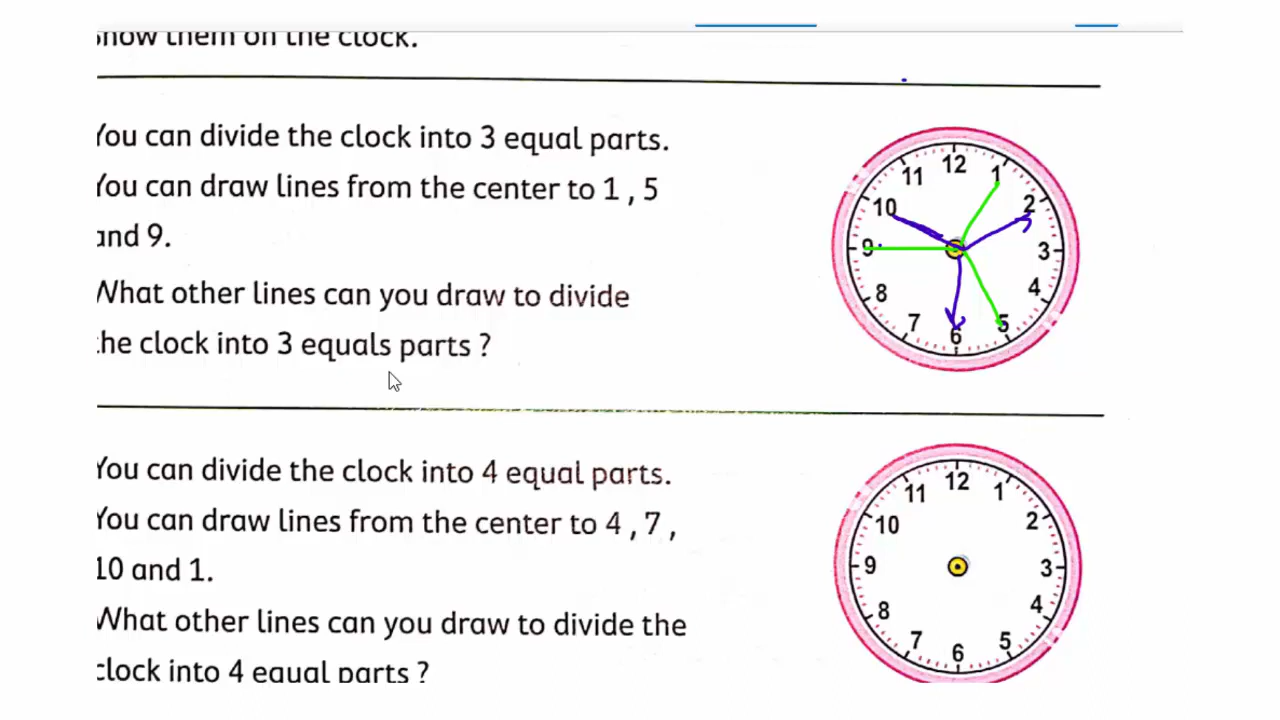 Show them on the clock.
You can divide the clock into 3 equal parts.
You can draw lines from the center to 1 , 5
and 9.
What other lines can you draw to divide
the clock into 3 equals parts ?
12
11 1
10 2
9 3
8 4
7 5
6
You can divide the clock into 4 equal parts.
You can draw lines from the center to 4 , 7 ,
10 and 1.
What other lines can you draw to divide the
clock into 4 equal parts ?
12
11 1
10 2
9 3
8 4
7 5
6